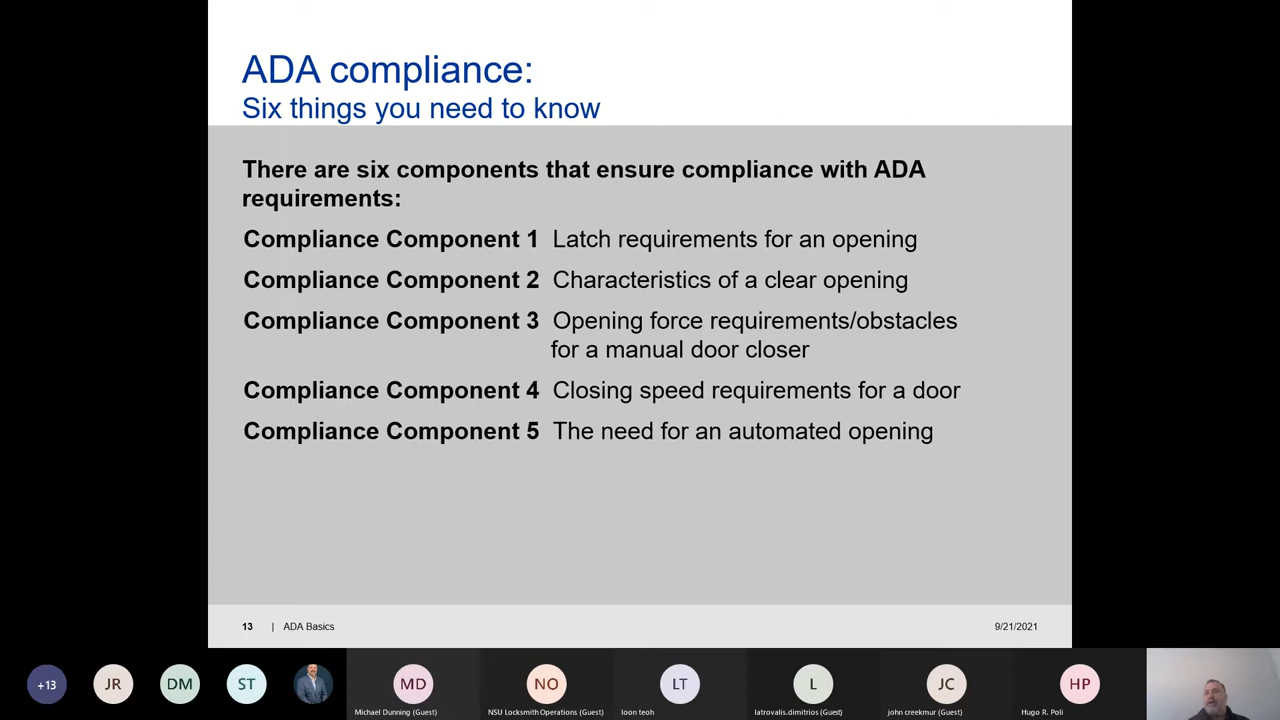 ADA compliance:
Six things you need to know
There are six components that ensure compliance with ADA
requirements:
Compliance Component 1 Latch requirements for an opening
Compliance Component 2 Characteristics of a clear opening
Compliance Component 3 Opening force requirements/obstacles
for a manual door closer
Compliance Component 4 Closing speed requirements for a door
Compliance Component 5 The need for an automated opening
13 | ADA Basics 9/21/2021
+13 JR DM ST MD NO LT L JC HP
Michael Dunning (Guest) NSU Locksmith Operations (Guest) loon teoh latrovalis.dimitrios (Guest) john creekmur (Guest) Hugo R. Poli